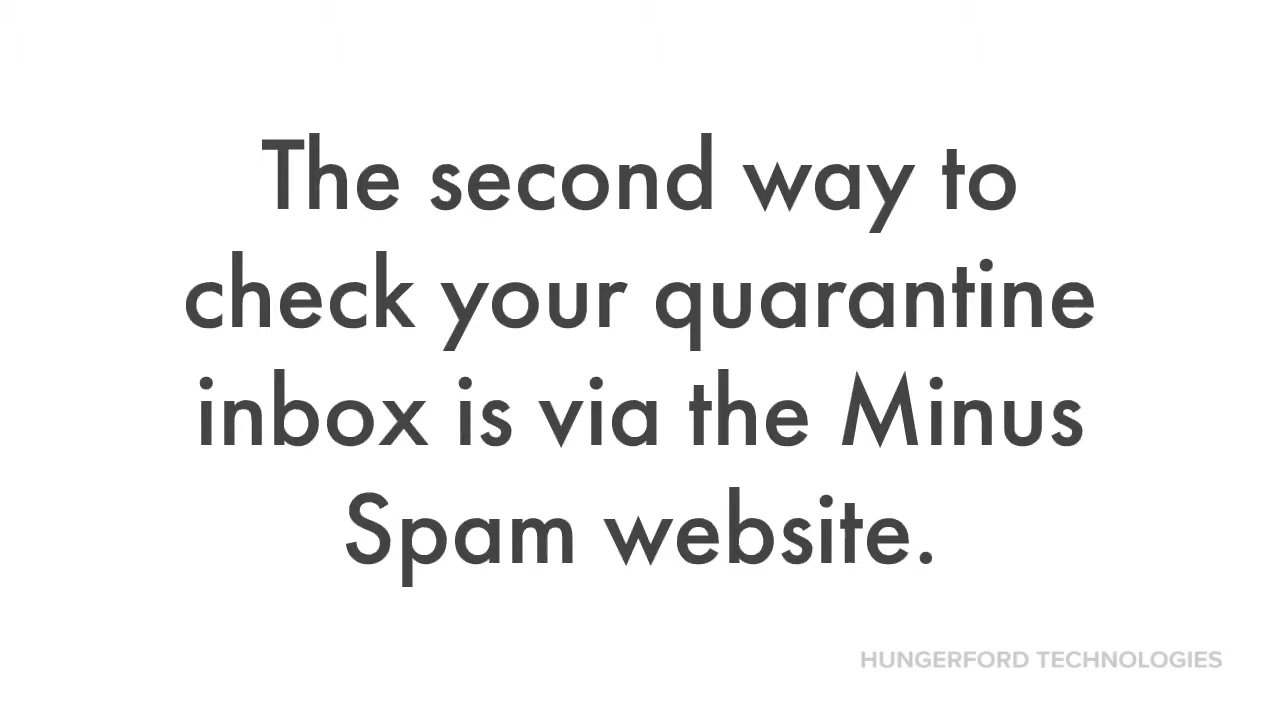 The second way to
check your quarantine
inbox is via the Minus
Spam website.
HUNGERFORD TECHNOLOGIES